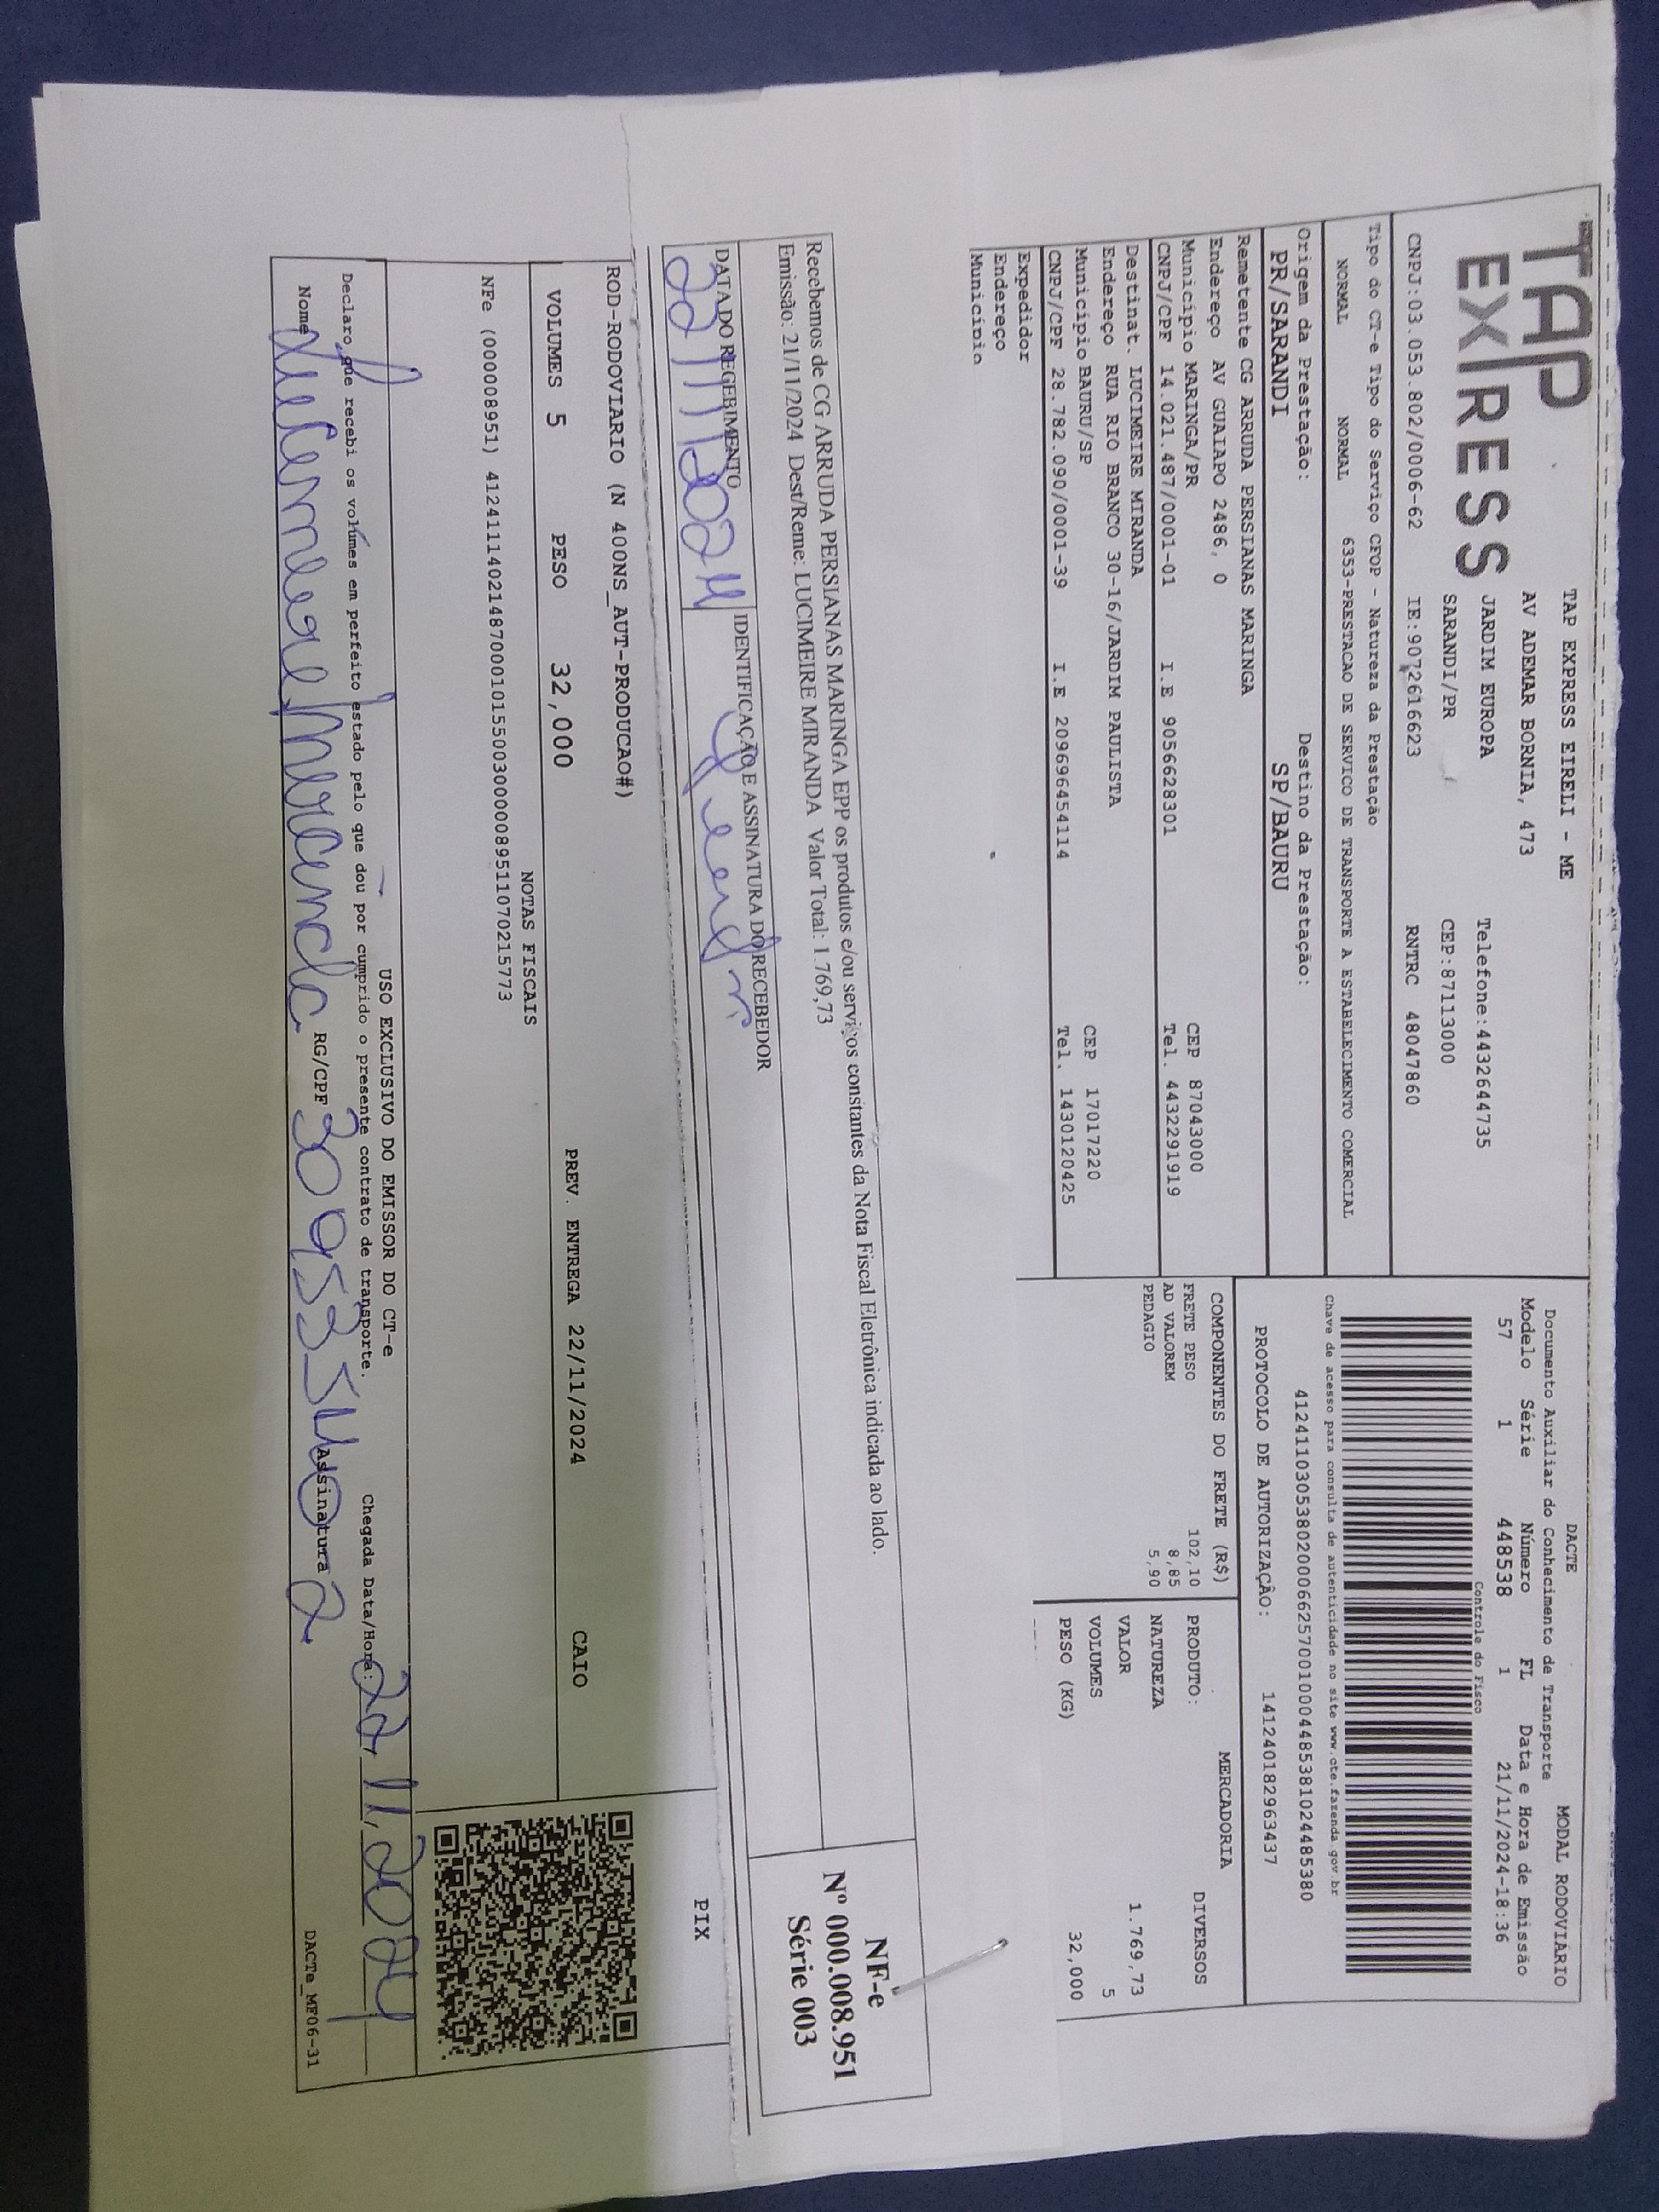 TAP
EXPRESS
TAP EXPRESS EIRELI - ME
AV ADEMAR BORNIA, 473
JARDIM EUROPA Telefone:4432644735
SARANDI/PR CEP:87113000
CNPJ:03.053.802/0006-62 IE:9072616623 RNTRC 48047860
Tipo do CT-e Tipo do Serviço CFOP - Natureza da Prestação
NORMAL NORMAL 6353-PRESTACAO DE SERVICO DE TRANSPORTE A ESTABELECIMENTO COMERCIAL
Origem da Prestação: Destino da Prestação:
PR/SARANDI SP/BAURU
Remetente CG ARRUDA PERSIANAS MARINGA
Endereço AV GUAIAPO 2486, 0
Município MARINGA/PR CEP 87043000
CNPJ/CPF 14.021.487/0001-01 I.E 9056628301 Tel. 4432291919
Destinat. LUCIMEIRE MIRANDA
Endereço RUA RIO BRANCO 30-16/JARDIM PAULISTA
Município BAURU/SP CEP 17017220
CNPJ/CPF 28.782.090/0001-39 I.E 209696454114 Tel. 1430120425
Expedidor
Endereço
Município
DACTE MODAL RODOVIÁRIO
Documento Auxiliar do Conhecimento de Transporte
Modelo Série Número FL Data e Hora de Emissão
57 1 448538 1 21/11/2024-18:36
Controle do Fisco
Chave de acesso para consulta de autenticidade no site www.cte.fazenda.gov.br
41241103053802000662570010004485381024485380
PROTOCOLO DE AUTORIZAÇÃO: 141240182963437
COMPONENTES DO FRETE (R$)
FRETE PESO 102,10
AD VALOREM 8,85
PEDAGIO 5,90
MERCADORIA
PRODUTO: DIVERSOS
NATUREZA
VALOR 1.769,73
VOLUMES 5
PESO (KG) 32,000
Recebemos de CG ARRUDA PERSIANAS MARINGA EPP os produtos e/ou serviços constantes da Nota Fiscal Eletrônica indicada ao lado.
Emissão: 21/11/2024 Dest/Reme: LUCIMEIRE MIRANDA Valor Total: 1.769,73
DATA DO RECEBIMENTO IDENTIFICAÇÃO E ASSINATURA DO RECEBEDOR
22/11/2024
NF-e
Nº 000.008.951
Série 003
ROD-RODOVIARIO (N 400NS_AUT-PRODUCAO#)
PIX
VOLUMES 5 PESO 32,000 PREV. ENTREGA 22/11/2024 CAIO
NOTAS FISCAIS
NFe (000008951) 41241114021487000101550030000089511070215773
USO EXCLUSIVO DO EMISSOR DO CT-e
Declaro que recebi os volumes em perfeito estado pelo que dou por cumprido o presente contrato de transporte. Chegada Data/Hora: 22,11,2024
Nome Lucimeire Miranda RG/CPF Assinatura
DACTe_MF06-31